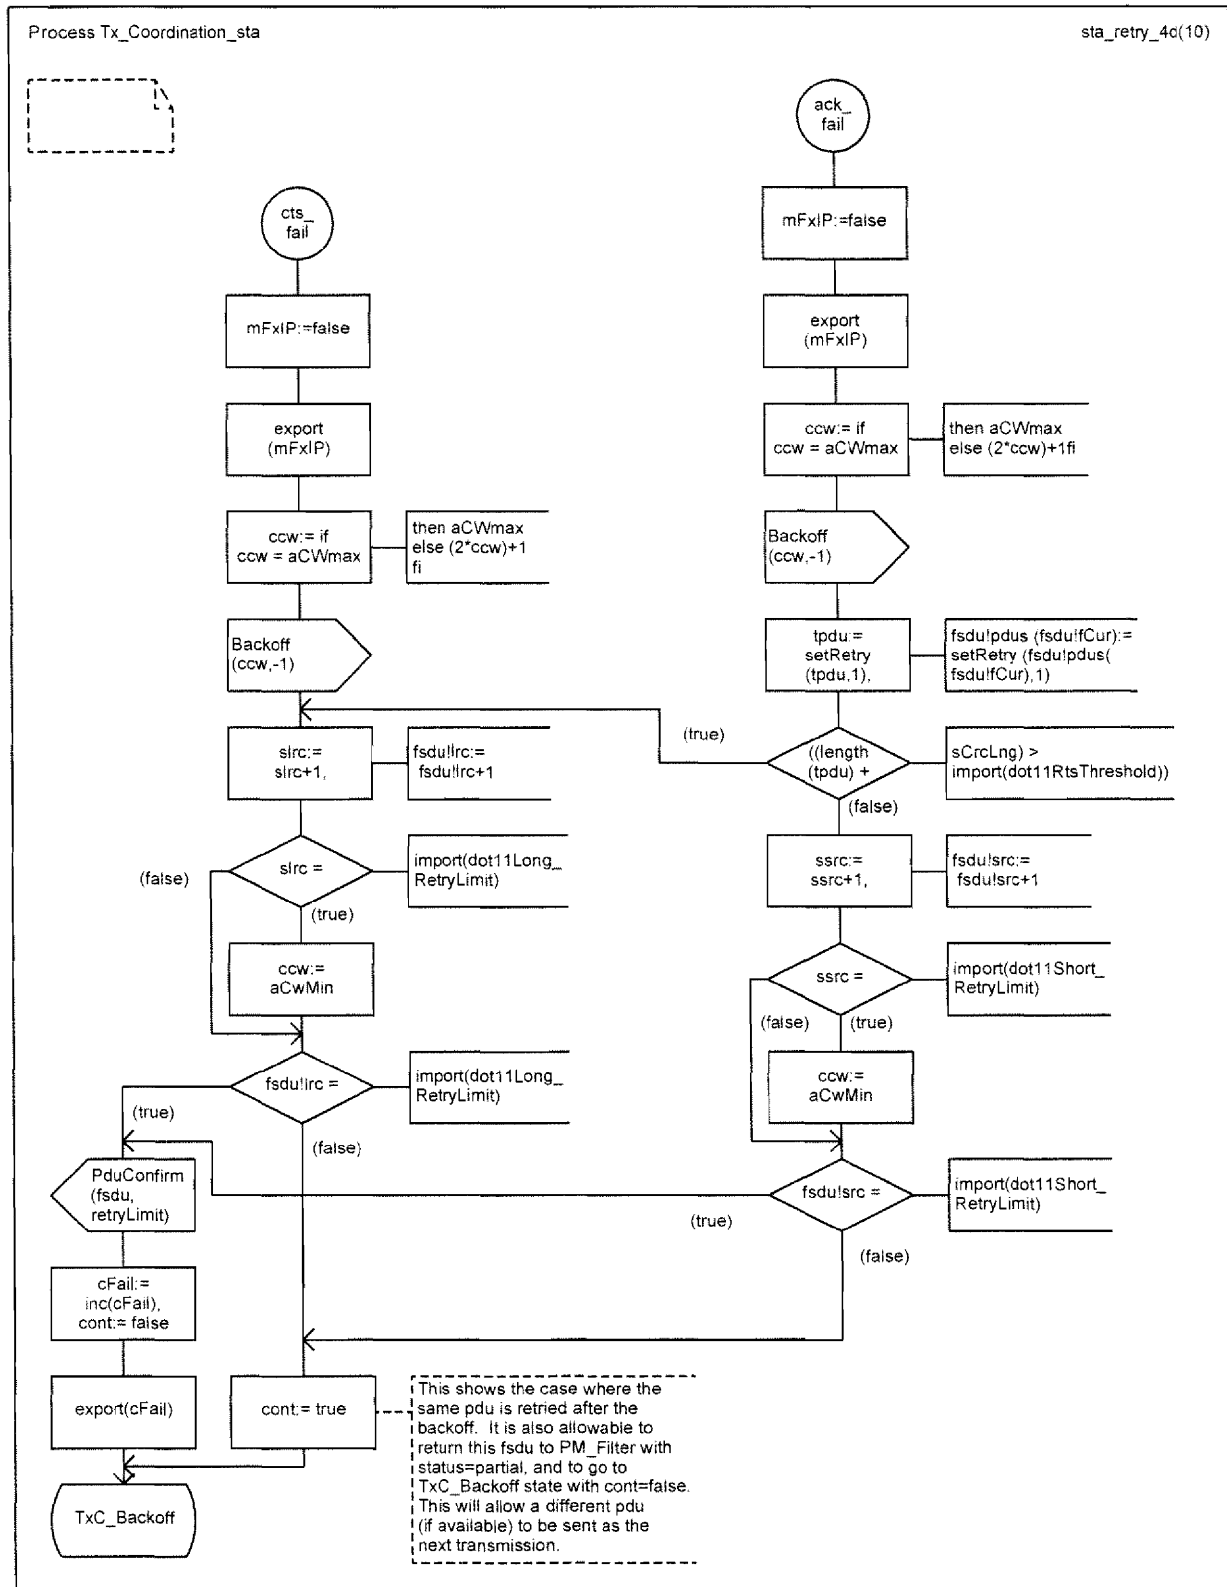 Process Tx_Coordination_sta
sta_retry_4d(10)
cts_
fail
mFxIP:=false
export
(mFxIP)
ccw:= if
ccw = aCWmax
then aCWmax
else (2*ccw)+1
fi
Backoff
(ccw,-1)
slrc:=
slrc+1,
fsdu!lrc:=
fsdu!lrc+1
slrc =
import(dot11Long_
RetryLimit)
(false)
(true)
ccw:=
aCwMin
fsdu!lrc =
import(dot11Long_
RetryLimit)
(true)
(false)
PduConfirm
(fsdu,
retryLimit)
cFail:=
inc(cFail),
cont:= false
export(cFail)
cont:= true
This shows the case where the
same pdu is retried after the
backoff. It is also allowable to
return this fsdu to PM_Filter with
status=partial, and to go to
TxC_Backoff state with cont=false.
This will allow a different pdu
(if available) to be sent as the
next transmission.
TxC_Backoff
ack_
fail
mFxIP:=false
export
(mFxIP)
ccw:= if
ccw = aCWmax
then aCWmax
else (2*ccw)+1fi
Backoff
(ccw,-1)
tpdu:=
setRetry
(tpdu,1),
fsdu!pdus (fsdu!fCur):=
setRetry (fsdu!pdus(
fsdu!fCur),1)
(true)
((length
(tpdu) +
sCrcLng) >
import(dot11RtsThreshold))
(false)
ssrc:=
ssrc+1,
fsdu!src:=
fsdu!src+1
ssrc =
import(dot11Short_
RetryLimit)
(false)
(true)
ccw:=
aCwMin
fsdu!src =
import(dot11Short_
RetryLimit)
(true)
(false)